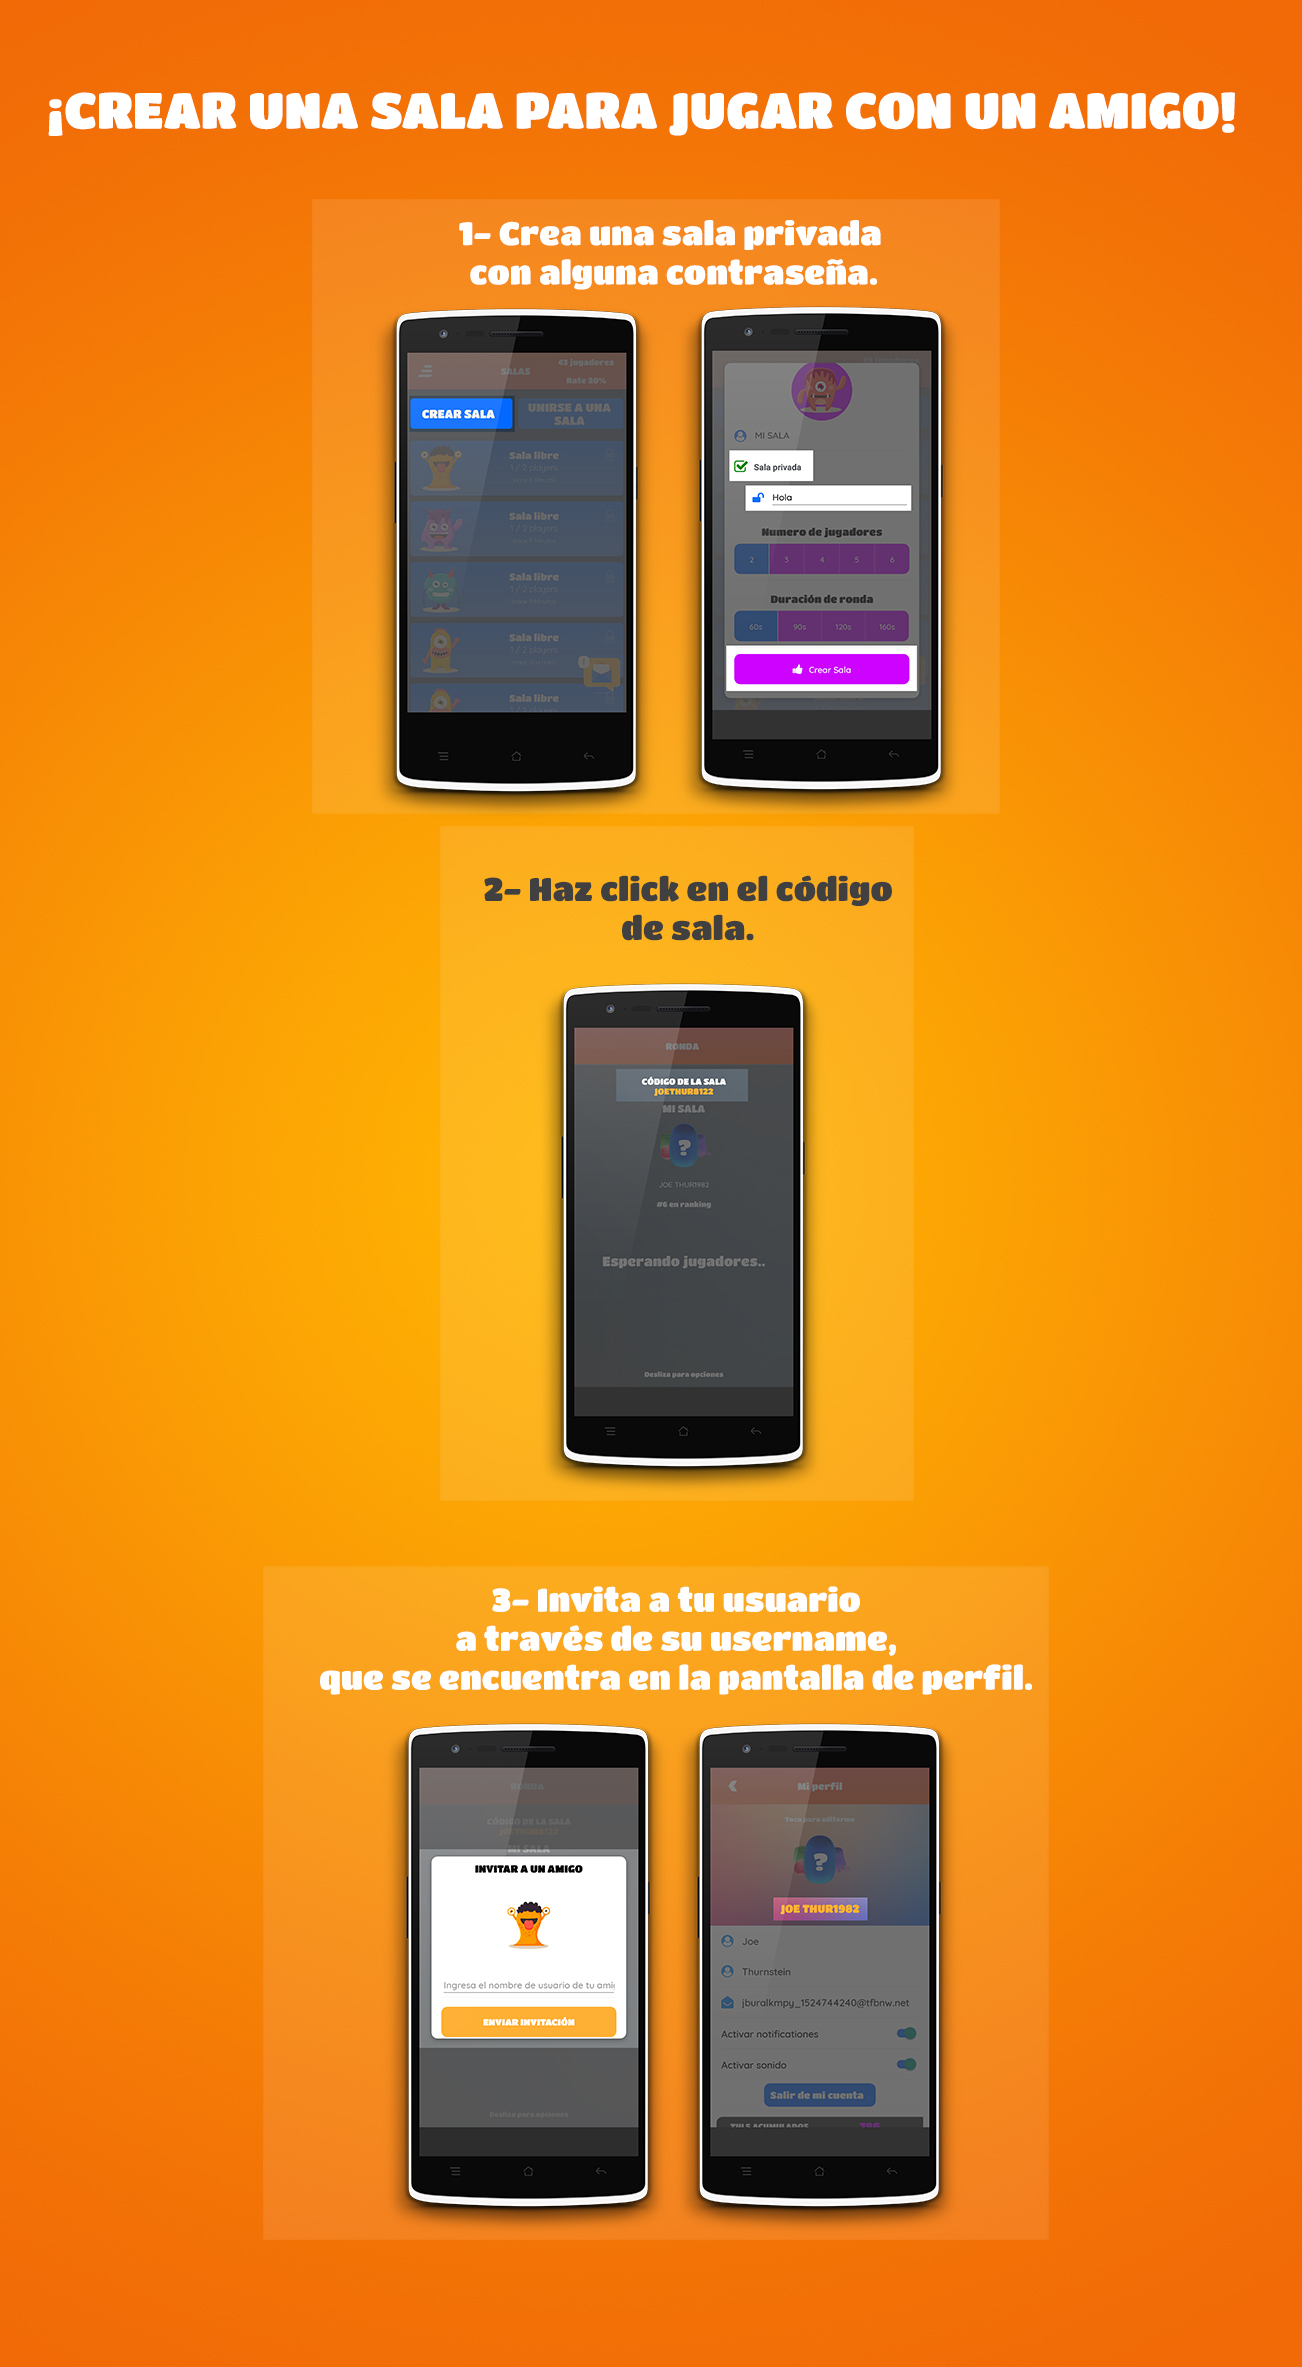 ¡CREAR UNA SALA PARA JUGAR CON UN AMIGO!
1- Crea una sala privada
con alguna contraseña.
SALAS
43 jugadores
Rate 30%
CREAR SALA
UNIRSE A UNA
SALA
Sala libre
1 / 2 players
Sala libre
1 / 2 players
Sala libre
1 / 2 players
Sala libre
1 / 2 players
Sala libre
1 / 2 players
MI SALA
Sala privada
Hola
Numero de jugadores
2 3 4 5 6
Duración de ronda
60s 90s 120s 160s
Crear Sala
2- Haz click en el código
de sala.
RONDA
CÓDIGO DE LA SALA
JOETHUR8122
MI SALA
?
JOE THUR1982
#6 en ranking
Esperando jugadores..
Desliza para opciones
3- Invita a tu usuario
a través de su username,
que se encuentra en la pantalla de perfil.
RONDA
CÓDIGO DE LA SALA
JOETHUR8122
MI SALA
INVITAR A UN AMIGO
Ingresa el nombre de usuario de tu ami
ENVIAR INVITACIÓN
Desliza para opciones
Mi perfil
Toca para editarme
?
JOE THUR1982
Joe
Thurnstein
jburalkmpy_1524744240@tfbnw.net
Activar notificationes
Activar sonido
Salir de mi cuenta